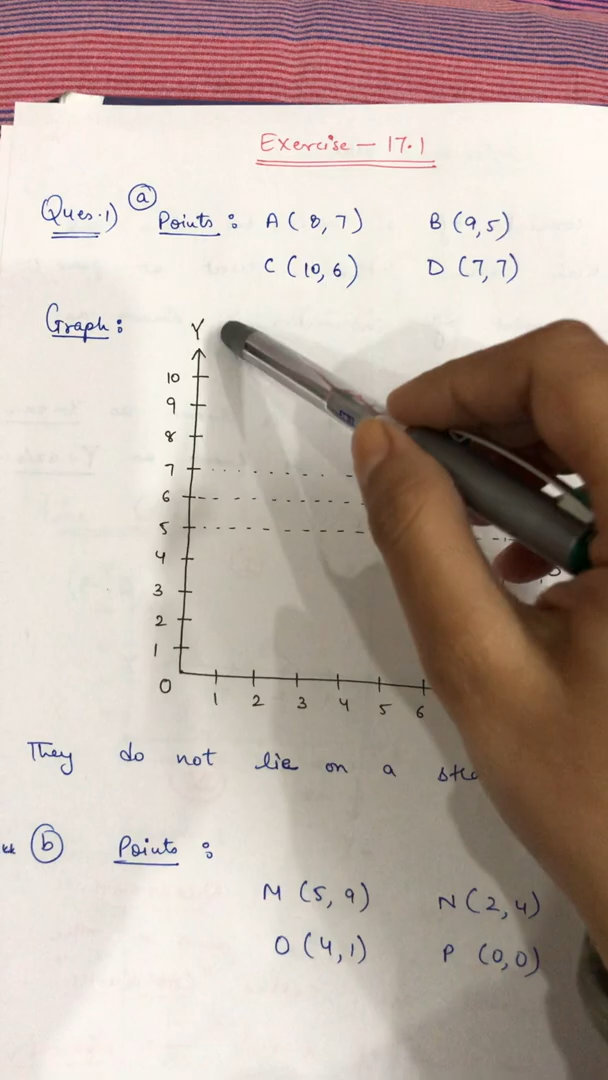 Exercise - 17.1
Ques.1) (a) Points : A (8,7) B (9,5)
C (10,6) D (7,7)
Graph :
Y
10
9
8
7
6
5
4
3
2
1
O 1 2 3 4 5 6
They do not lie on a
(b) Points :
M (5,9) N (2,4)
O (4,1) P (0,0)